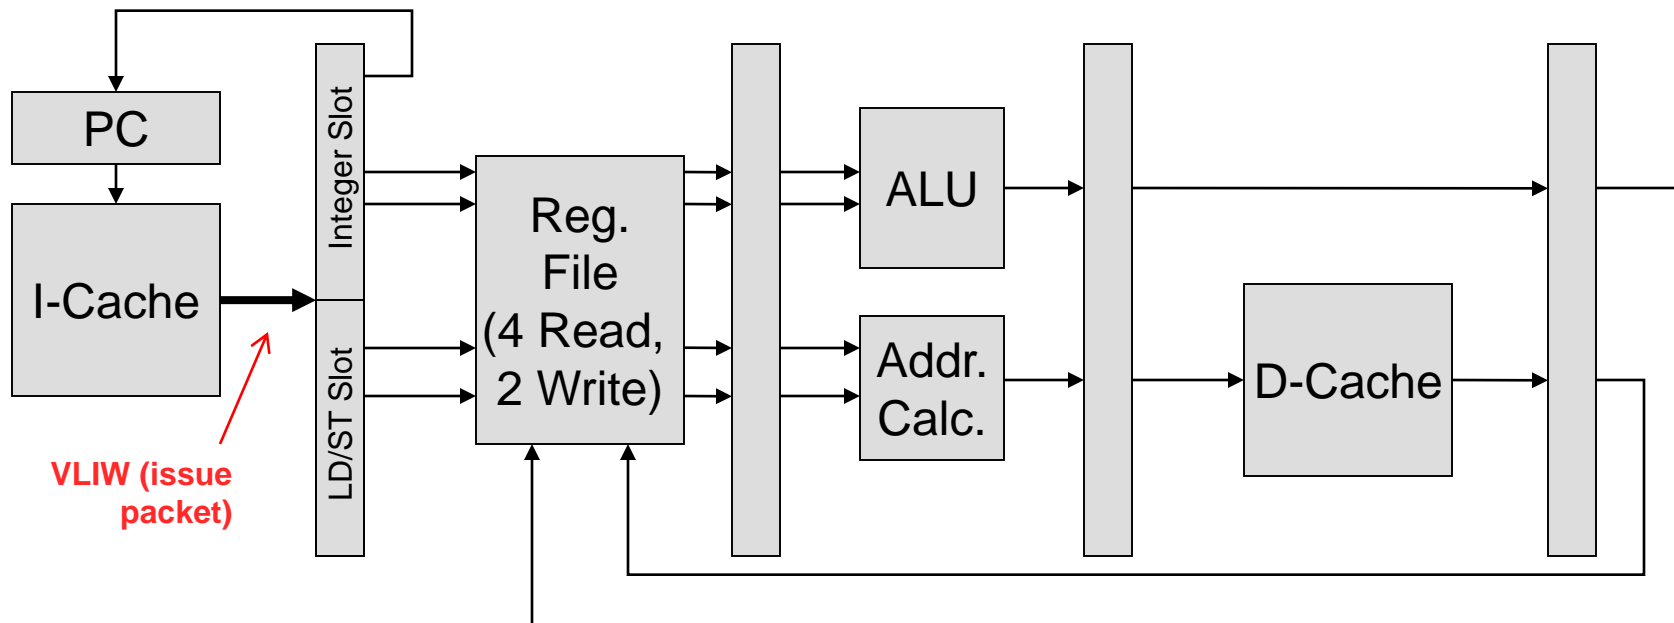 PC
I-Cache
VLIW (issue
packet)
Integer Slot
LD/ST Slot
Reg.
File
(4 Read,
2 Write)
ALU
Addr.
Calc.
D-Cache